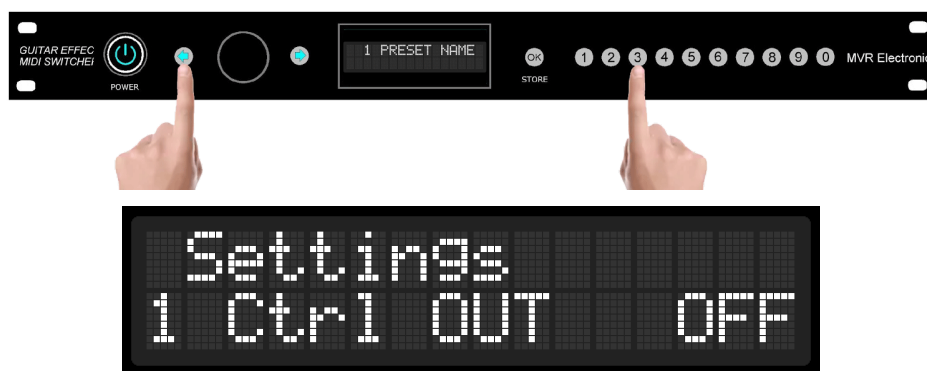 GUITAR EFFEC
MIDI SWITCHER
POWER
1 PRESET NAME
OK
STORE
1 2 3 4 5 6 7 8 9 0
MVR Electronic
Settings
1 Ctrl OUT OFF